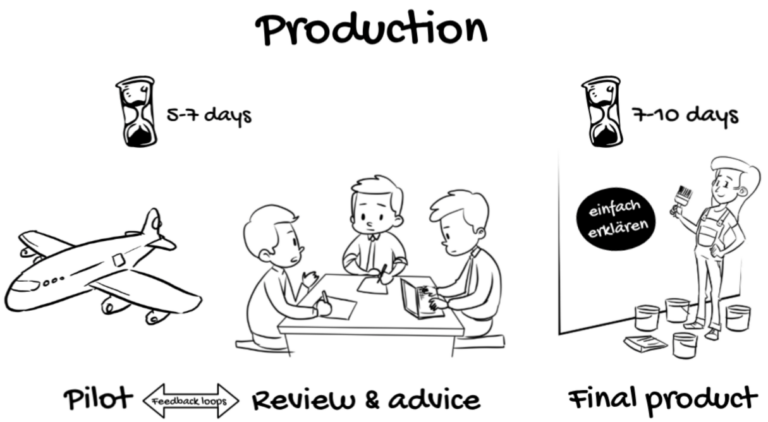 Production
5-7 days
7-10 days
einfach
erklären
Pilot
Feedback loops
Review & advice
Final product